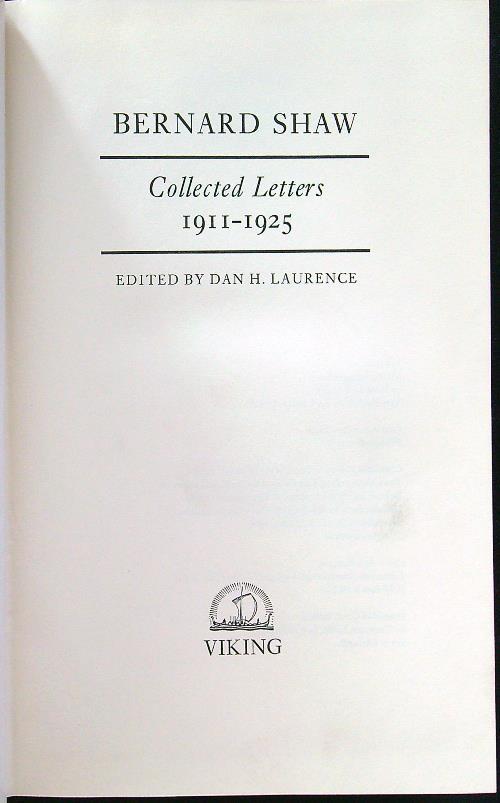 BERNARD SHAW
Collected Letters
1911–1925
EDITED BY DAN H. LAURENCE
VIKING